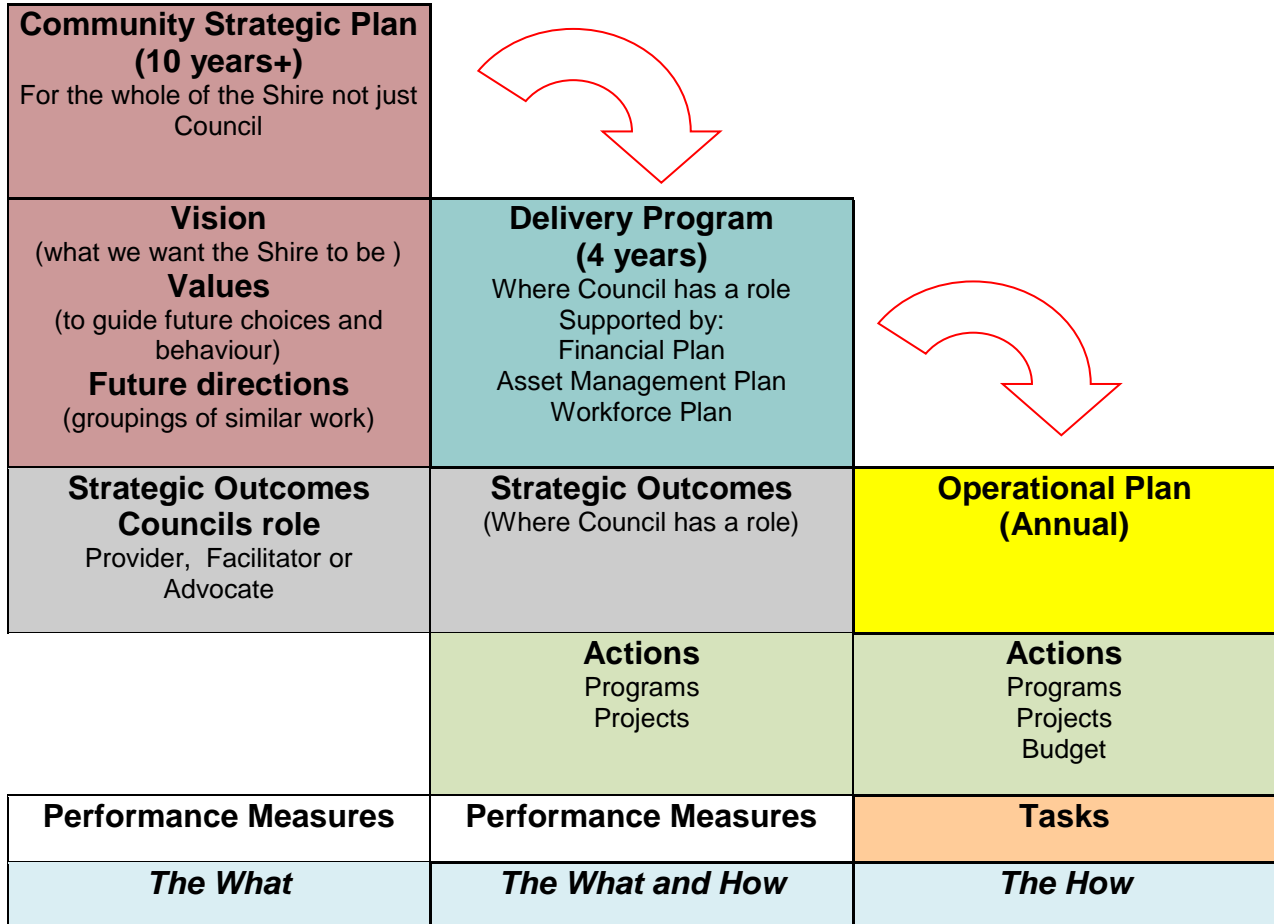 Community Strategic Plan
(10 years+)
For the whole of the Shire not just
Council
Vision
(what we want the Shire to be )
Values
(to guide future choices and
behaviour)
Future directions
(groupings of similar work)
Delivery Program
(4 years)
Where Council has a role
Supported by:
Financial Plan
Asset Management Plan
Workforce Plan
Strategic Outcomes
Councils role
Provider,  Facilitator or
Advocate
Strategic Outcomes
(Where Council has a role)
Operational Plan
(Annual)
Actions
Programs
Projects
Actions
Programs
Projects
Budget
Performance Measures
Performance Measures
Tasks
The What
The What and How
The How